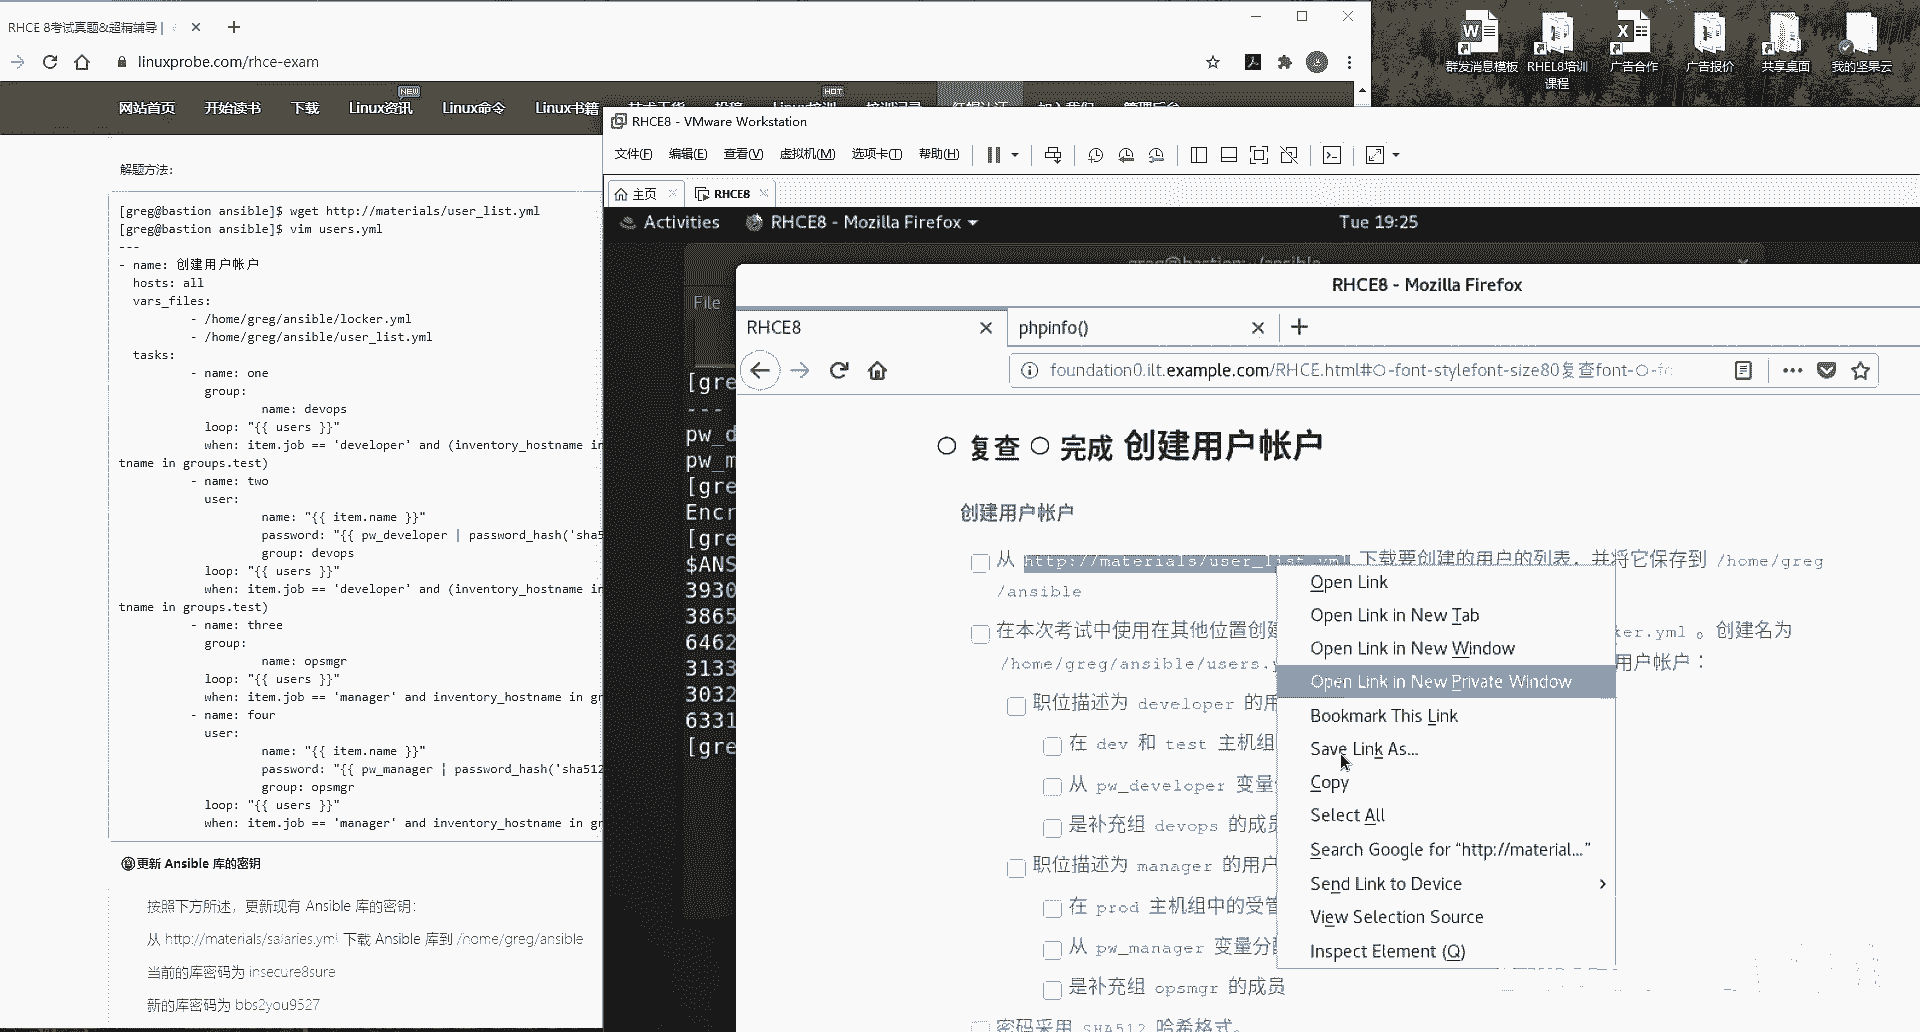 RHCE 8考试真题&超精辅导 |
linuxprobe.com/rhce-exam
群发消息模板
RHEL8培训课程
广告合作
广告报价
共享桌面
我的坚果云
网站首页
开始读书
下载
Linux资讯
NEW
Linux命令
Linux书籍
HOT
解题方法:
[greg@bastion ansible]$ wget http://materials/user_list.yml
[greg@bastion ansible]$ vim users.yml
---
- name: 创建用户帐户
hosts: all
vars_files:
- /home/greg/ansible/locker.yml
- /home/greg/ansible/user_list.yml
tasks:
- name: one
group:
name: devops
loop: "{{ users }}"
when: item.job == 'developer' and (inventory_hostname in
tname in groups.test)
- name: two
user:
name: "{{ item.name }}"
password: "{{ pw_developer | password_hash('sha5
group: devops
loop: "{{ users }}"
when: item.job == 'developer' and (inventory_hostname in
tname in groups.test)
- name: three
group:
name: opsmgr
loop: "{{ users }}"
when: item.job == 'manager' and inventory_hostname in gr
- name: four
user:
name: "{{ item.name }}"
password: "{{ pw_manager | password_hash('sha512
group: opsmgr
loop: "{{ users }}"
when: item.job == 'manager' and inventory_hostname in gr
更新 Ansible 库的密钥
按照下方所述，更新现有 Ansible 库的密钥:
从 http://materials/salaries.yml 下载 Ansible 库到 /home/greg/ansible
当前的库密码为 insecure8sure
新的库密码为 bbs2you9527
RHCE8 - VMware Workstation
文件(F) 编辑(E) 查看(V) 虚拟机(M) 选项卡(T) 帮助(H)
主页
RHCE8
Activities
RHCE8 - Mozilla Firefox
Tue 19:25
File
[gre
---
pw_d
pw_m
[gre
Encr
[gre
$ANS
3930
3865
6462
3133
3032
6331
[gre
RHCE8 - Mozilla Firefox
RHCE8
phpinfo()
foundation0.ilt.example.com/RHCE.html#○-font-stylefont-size80复查font-○-fo
复查 完成 创建用户帐户
创建用户帐户
从 http://materials/user_list.yml 下载要创建的用户的列表，并将它保存到 /home/greg
/ansible
在本次考试中使用在其他位置创建
ker.yml 。创建名为
/home/greg/ansible/users.y
用户帐户：
职位描述为 developer 的用
在 dev 和 test 主机组
从 pw_developer 变量
是补充组 devops 的成员
职位描述为 manager 的用户
在 prod 主机组中的受管
从 pw_manager 变量分配
是补充组 opsmgr 的成员
密码采用 SHA512 哈希格式。
Open Link
Open Link in New Tab
Open Link in New Window
Open Link in New Private Window
Bookmark This Link
Save Link As...
Copy
Select All
Search Google for “http://material...”
Send Link to Device
View Selection Source
Inspect Element (Q)